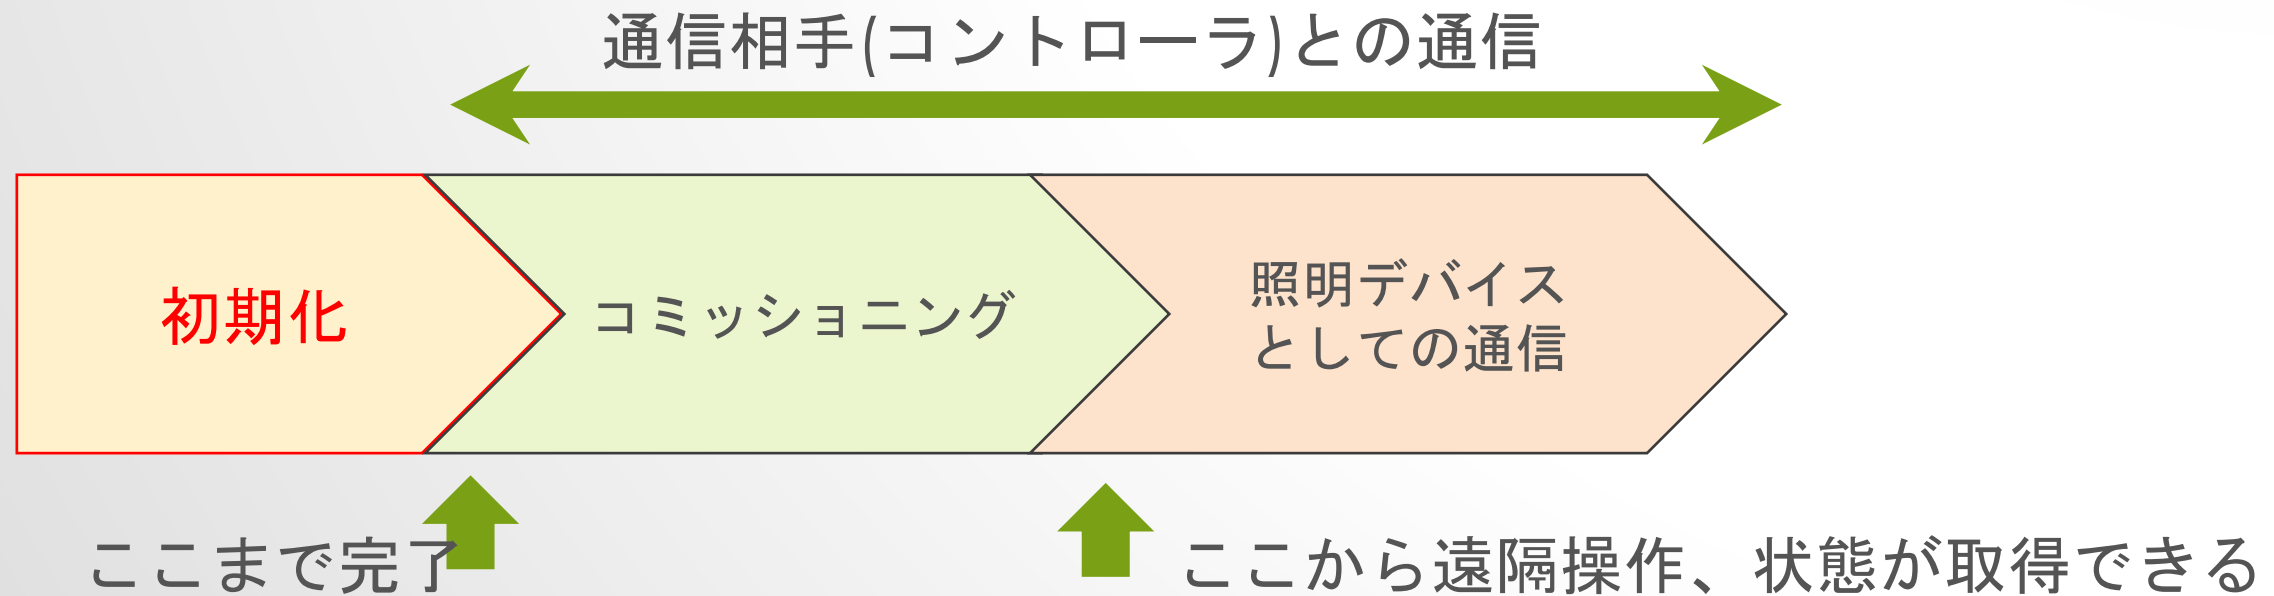 通信相手(コントローラ)との通信
初期化
コミッショニング
照明デバイス
としての通信
ここまで完了
ここから遠隔操作、状態が取得できる